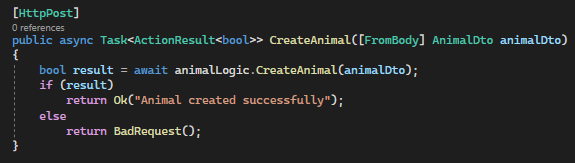 [HttpPost]
0 references
public async Task<ActionResult<bool>> CreateAnimal([FromBody] AnimalDto animalDto)
{
    bool result = await animalLogic.CreateAnimal(animalDto);
    if (result)
        return Ok("Animal created successfully");
    else
        return BadRequest();
}